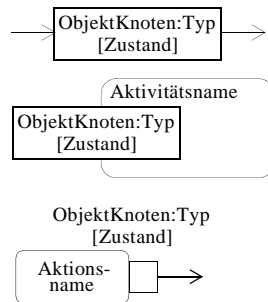 ObjektKnoten:Typ
[Zustand]
Aktivitätsname
ObjektKnoten:Typ
[Zustand]
ObjektKnoten:Typ
[Zustand]
Aktions-
name